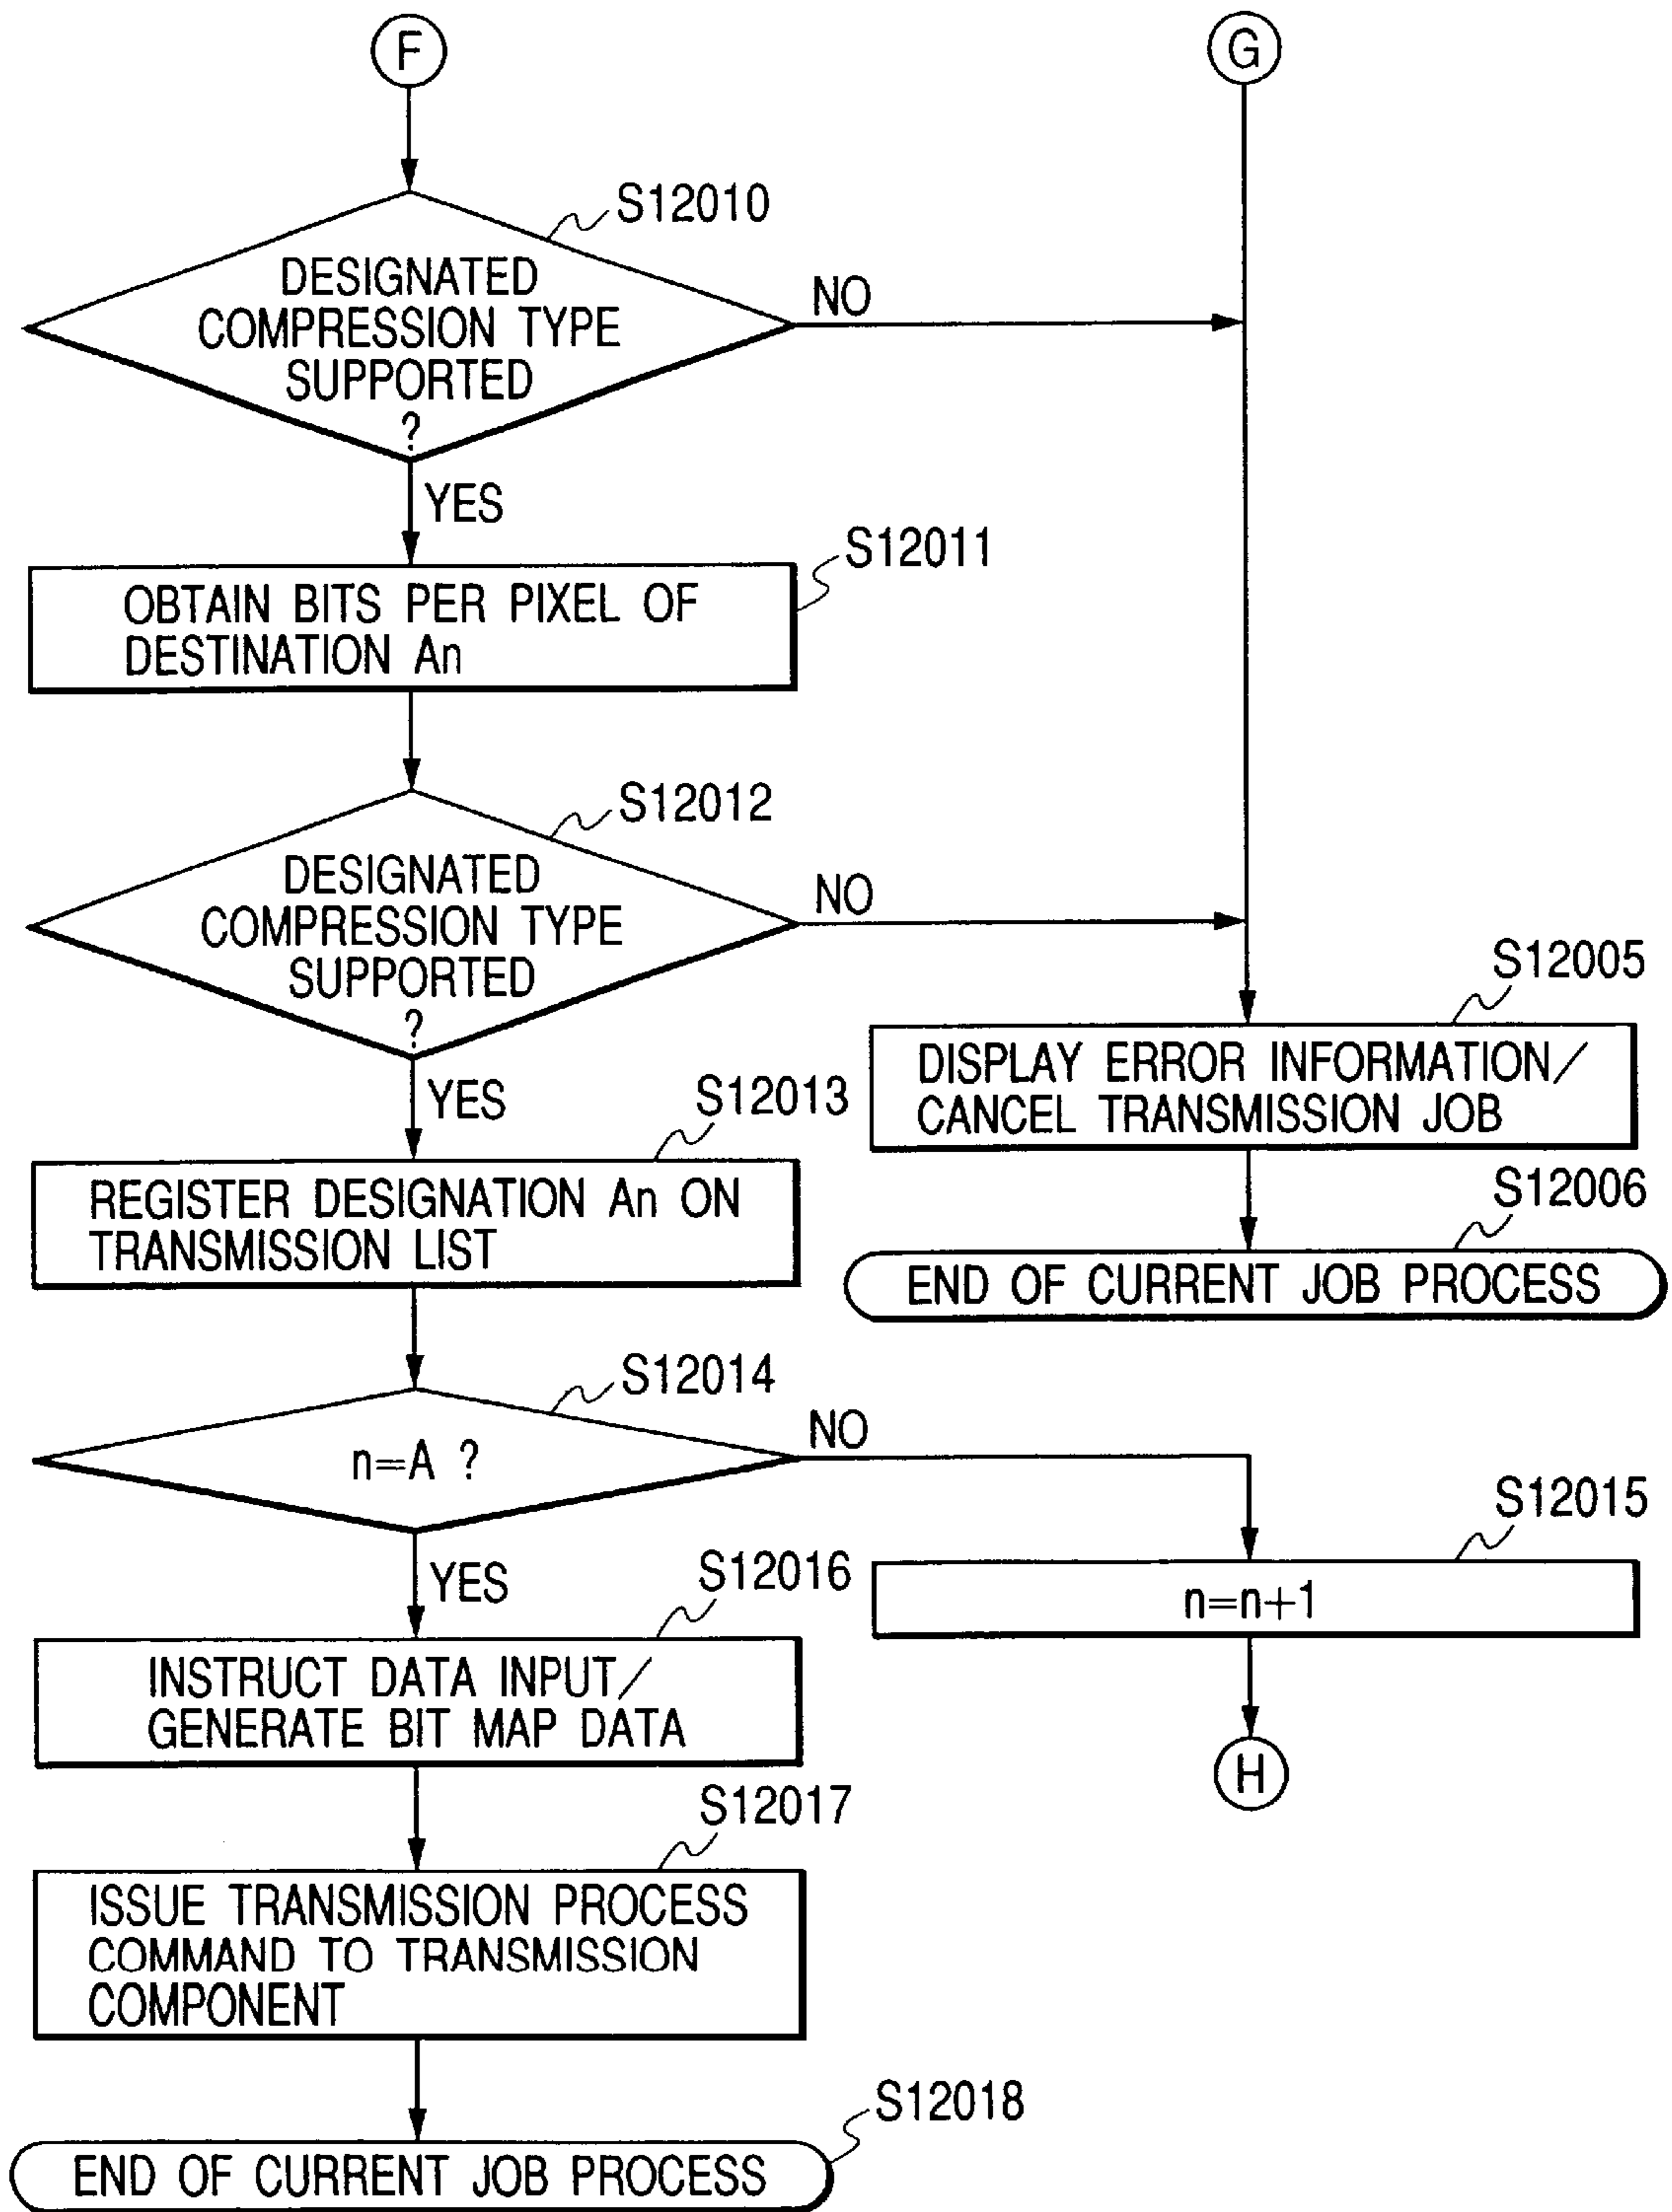 F
G
S12010
DESIGNATED
COMPRESSION TYPE
SUPPORTED
?
NO
YES
S12011
OBTAIN BITS PER PIXEL OF
DESTINATION An
S12012
DESIGNATED
COMPRESSION TYPE
SUPPORTED
?
NO
YES
S12005
DISPLAY ERROR INFORMATION/
CANCEL TRANSMISSION JOB
S12013
REGISTER DESIGNATION An ON
TRANSMISSION LIST
S12006
END OF CURRENT JOB PROCESS
S12014
n=A ?
NO
YES
S12015
n=n+1
H
S12016
INSTRUCT DATA INPUT/
GENERATE BIT MAP DATA
S12017
ISSUE TRANSMISSION PROCESS
COMMAND TO TRANSMISSION
COMPONENT
S12018
END OF CURRENT JOB PROCESS